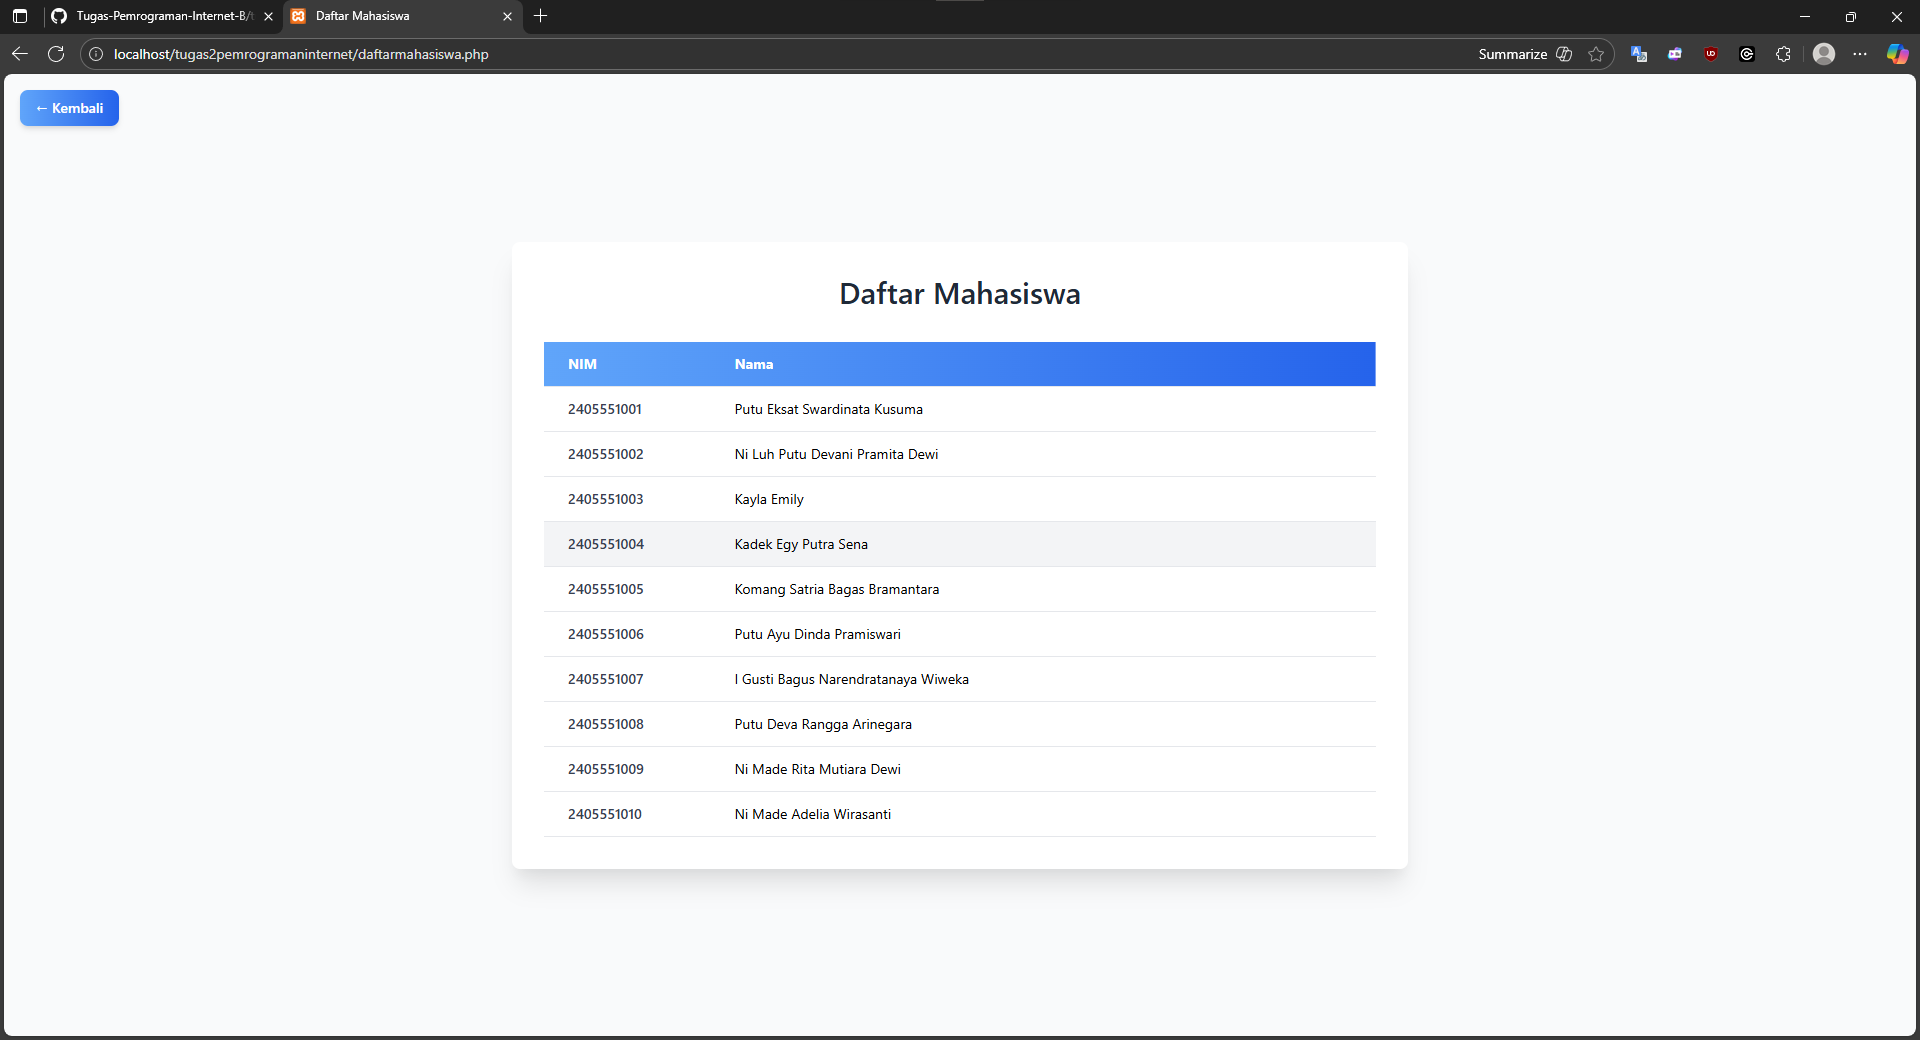 Tugas-Pemrograman-Internet-B/t
Daftar Mahasiswa
localhost/tugas2pemrogramaninternet/daftarmahasiswa.php
Summarize
← Kembali
Daftar Mahasiswa
NIM Nama
2405551001 Putu Eksat Swardinata Kusuma
2405551002 Ni Luh Putu Devani Pramita Dewi
2405551003 Kayla Emily
2405551004 Kadek Egy Putra Sena
2405551005 Komang Satria Bagas Bramantara
2405551006 Putu Ayu Dinda Pramiswari
2405551007 I Gusti Bagus Narendratanaya Wiweka
2405551008 Putu Deva Rangga Arinegara
2405551009 Ni Made Rita Mutiara Dewi
2405551010 Ni Made Adelia Wirasanti